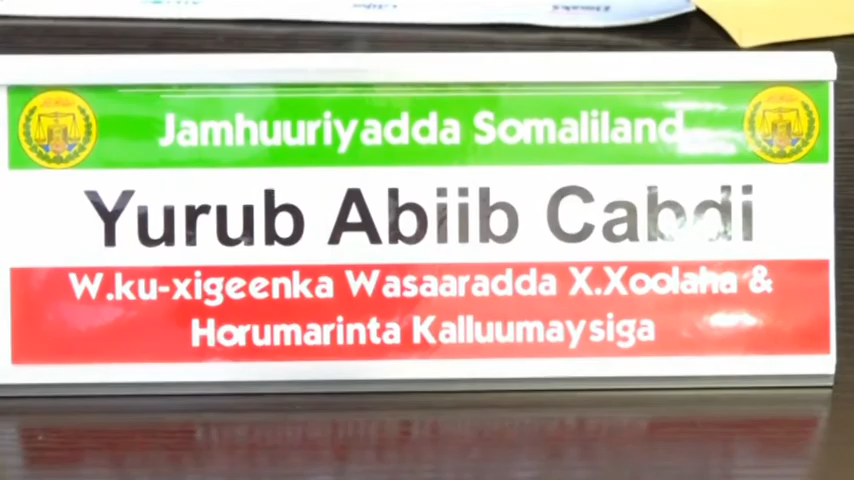 Jamhuuriyadda Somaliland
Yurub Abiib Cabdi
W.ku-xigeenka Wasaaradda X.Xoolaha &
Horumarinta Kalluumaysiga